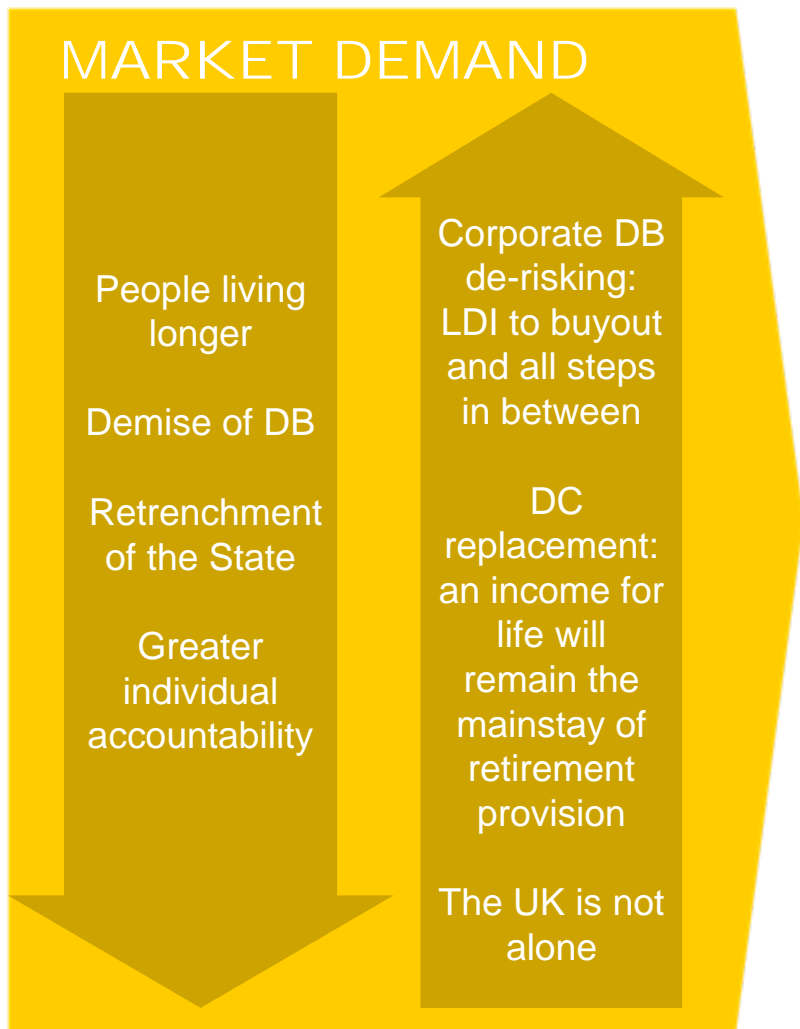 MARKET DEMAND
People living
longer
Demise of DB
Retrenchment
of the State
Greater
individual
accountability
Corporate DB
de-risking:
LDI to buyout
and all steps
in between
DC
replacement:
an income for
life will
remain the
mainstay of
retirement
provision
The UK is not
alone